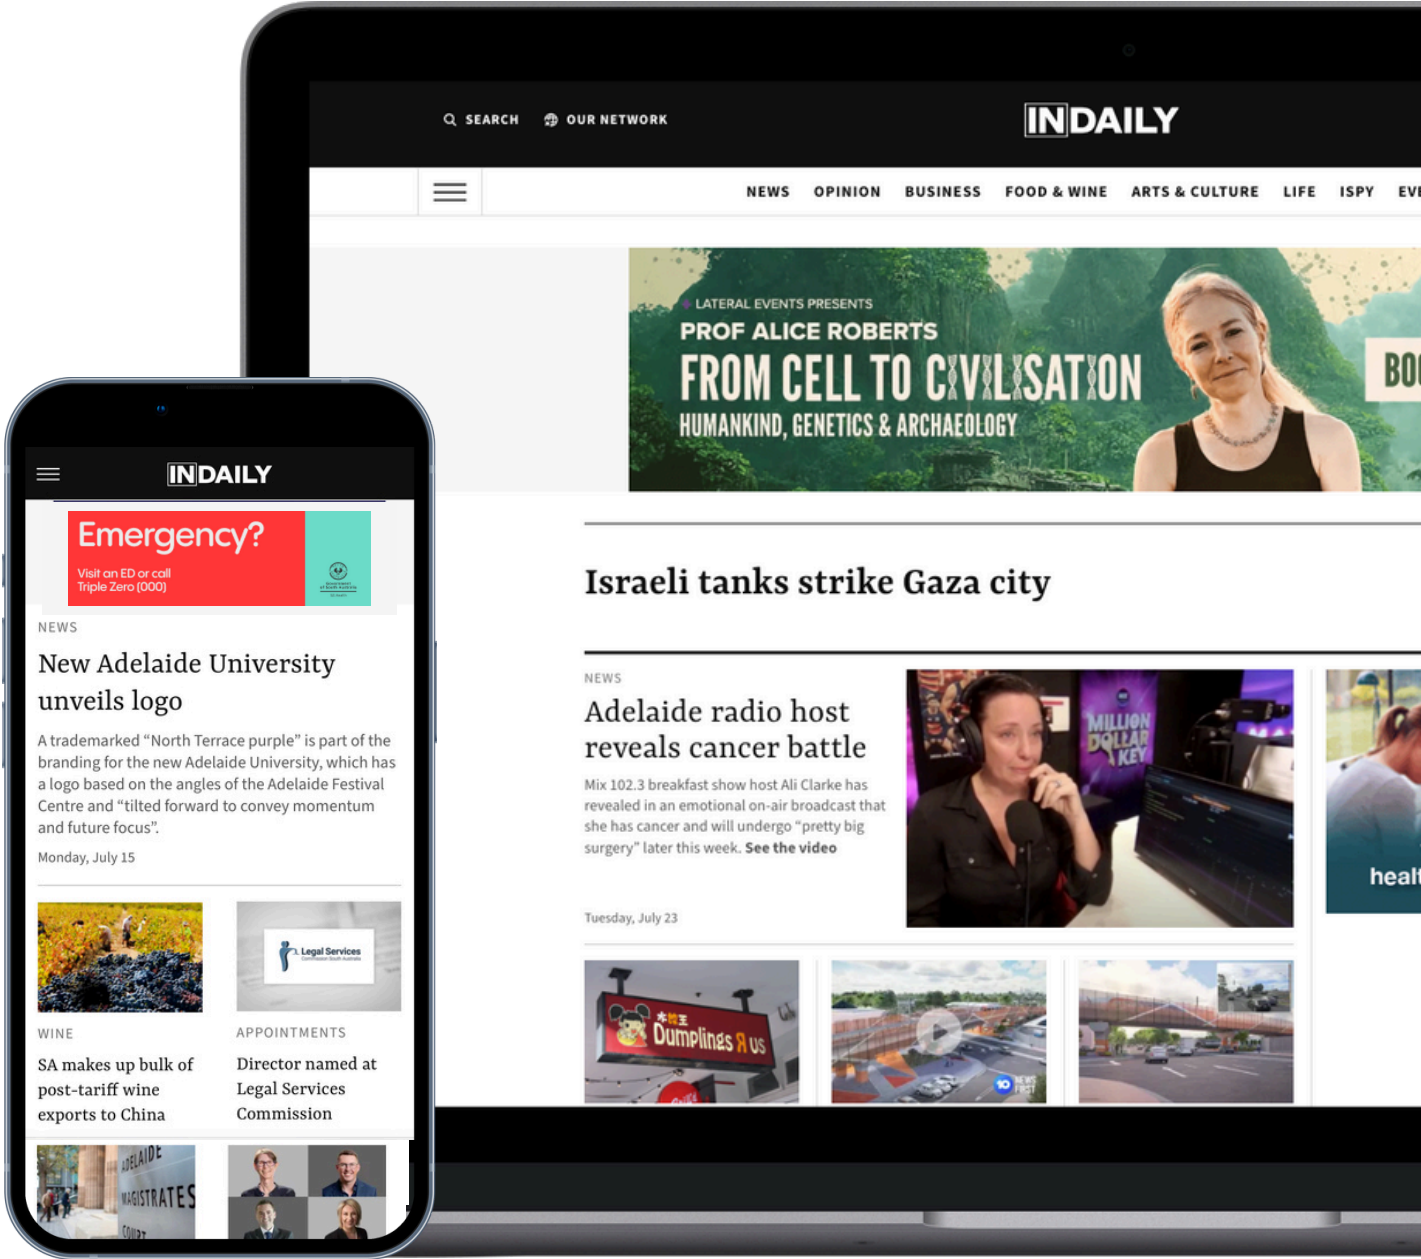 SEARCH
OUR NETWORK
INDAILY
NEWS
OPINION
BUSINESS
FOOD & WINE
ARTS & CULTURE
LIFE
ISPY
LATERAL EVENTS PRESENTS
PROF ALICE ROBERTS
FROM CELL TO CIVILISATION
HUMANKIND, GENETICS & ARCHAEOLOGY
Israeli tanks strike Gaza city
NEWS
Adelaide radio host
reveals cancer battle
Mix 102.3 breakfast show host Ali Clarke has
revealed in an emotional on-air broadcast that
she has cancer and will undergo “pretty big
surgery” later this week. See the video
Tuesday, July 23
MILLION
DOLLAR
KEY
Dumplings Я us
10 NEWS
FIRST
INDAILY
Emergency?
Visit an ED or call
Triple Zero (000)
NEWS
New Adelaide University
unveils logo
A trademarked “North Terrace purple” is part of the
branding for the new Adelaide University, which has
a logo based on the angles of the Adelaide Festival
Centre and “tilted forward to convey momentum
and future focus”.
Monday, July 15
Legal Services
Commission South Australia
WINE
SA makes up bulk of
post-tariff wine
exports to China
APPOINTMENTS
Director named at
Legal Services
Commission
ADELAIDE
MAGISTRATES
COURT